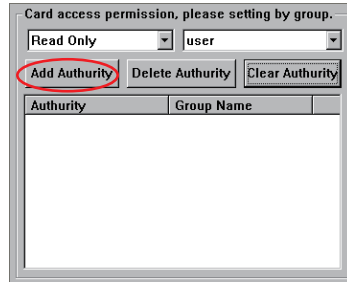 Card access permission, please setting by group.
Read Only user
Add Authurity Delete Authurity Clear Authurity
Authurity Group Name